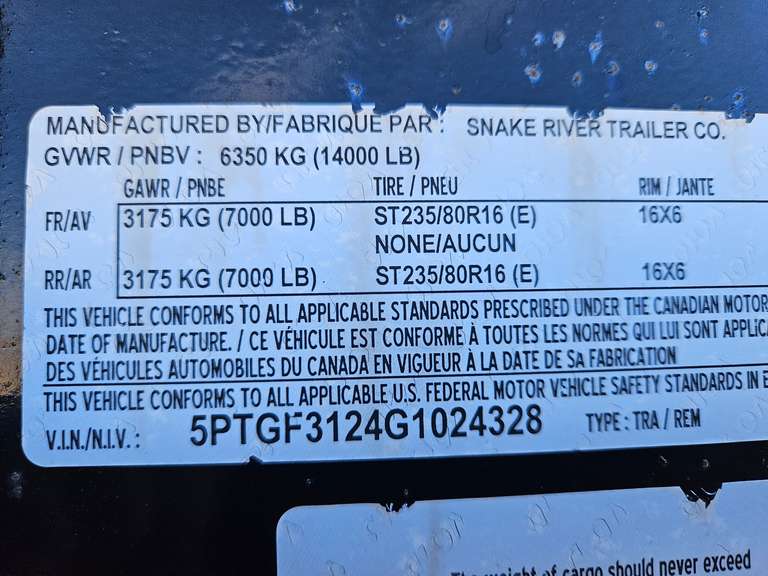 MANUFACTURED BY/FABRIQUE PAR : SNAKE RIVER TRAILER CO.
GVWR / PNBV : 6350 KG (14000 LB)
GAWR / PNBE TIRE / PNEU RIM / JANTE
FR/AV 3175 KG (7000 LB) ST235/80R16 (E) 16X6
NONE/AUCUN
RR/AR 3175 KG (7000 LB) ST235/80R16 (E) 16X6
THIS VEHICLE CONFORMS TO ALL APPLICABLE STANDARDS PRESCRIBED UNDER THE CANADIAN MOTOR
DATE OF MANUFACTURE. / CE VÉHICULE EST CONFORME À TOUTES LES NORMES QUI LUI SONT APPLICA
DES VÉHICULES AUTOMOBILES DU CANADA EN VIGUEUR À LA DATE DE SA FABRICATION
THIS VEHICLE CONFORMS TO ALL APPLICABLE U.S. FEDERAL MOTOR VEHICLE SAFETY STANDARDS IN E
V.I.N./N.I.V. : 5PTGF3124G1024328 TYPE : TRA / REM
The weight of cargo should never exceed